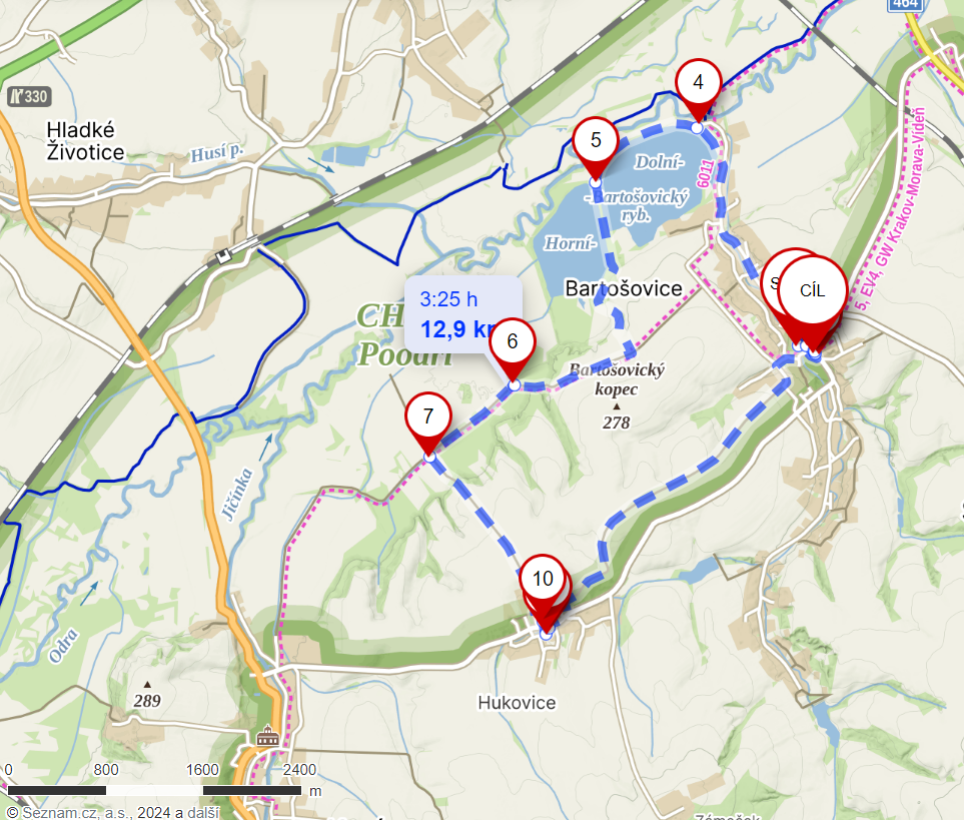 464
330
4
Hladké
Životice
Husí p.
5
Dolní-
6011
-Bartošovický
ryb.
Horní-
5, EV4, GW Krakov-Morava-Vídeň
S
CÍL
Bartošovice
3:25 h
12,9 km
CH
Poodří
6
Bartošovický
kopec
278
7
Jičínka
10
Odra
289
Hukovice
0 800 1600 2400
m
© Seznam.cz, a.s., 2024 a další
Zámeček